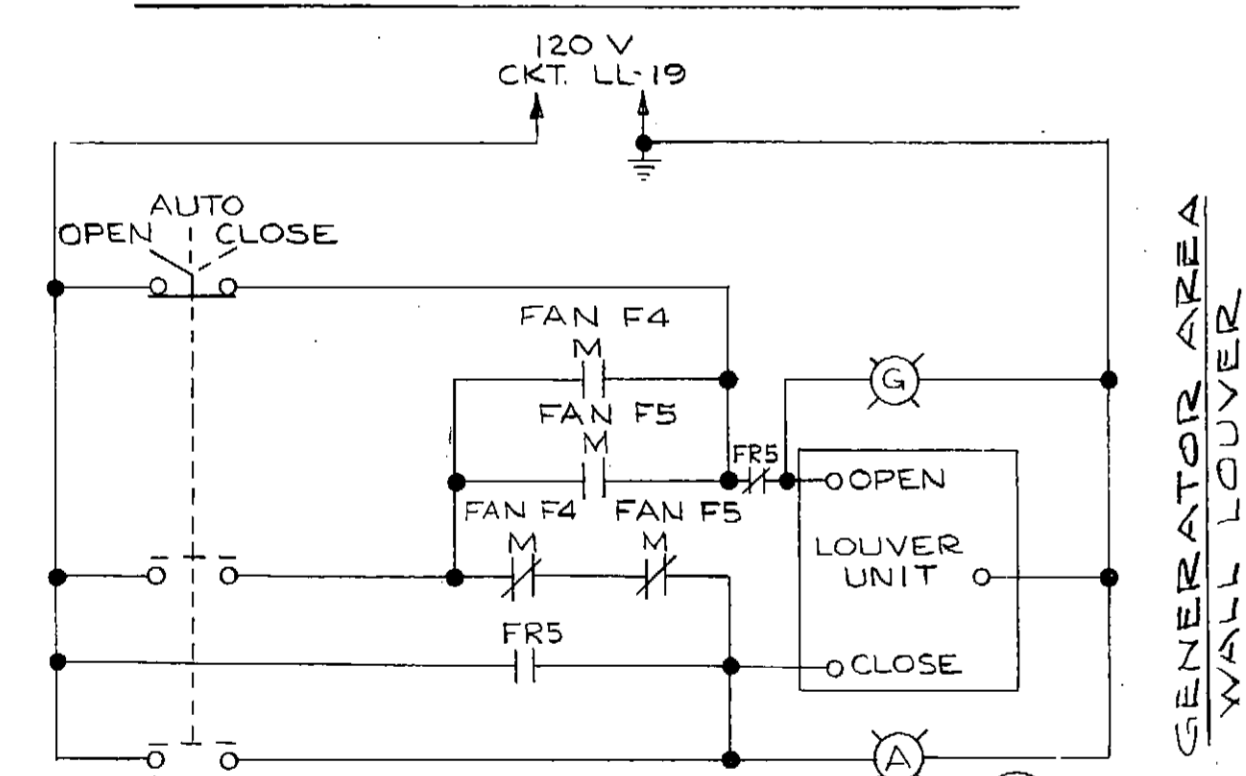 120 V
CKT. LL-19
AUTO
OPEN CLOSE
FAN F4
M
G
FAN F5
M
FR5
OPEN
FAN F4 FAN F5
M M
LOUVER
UNIT
FR5
CLOSE
A
GENERATOR AREA
WALL LOUVER